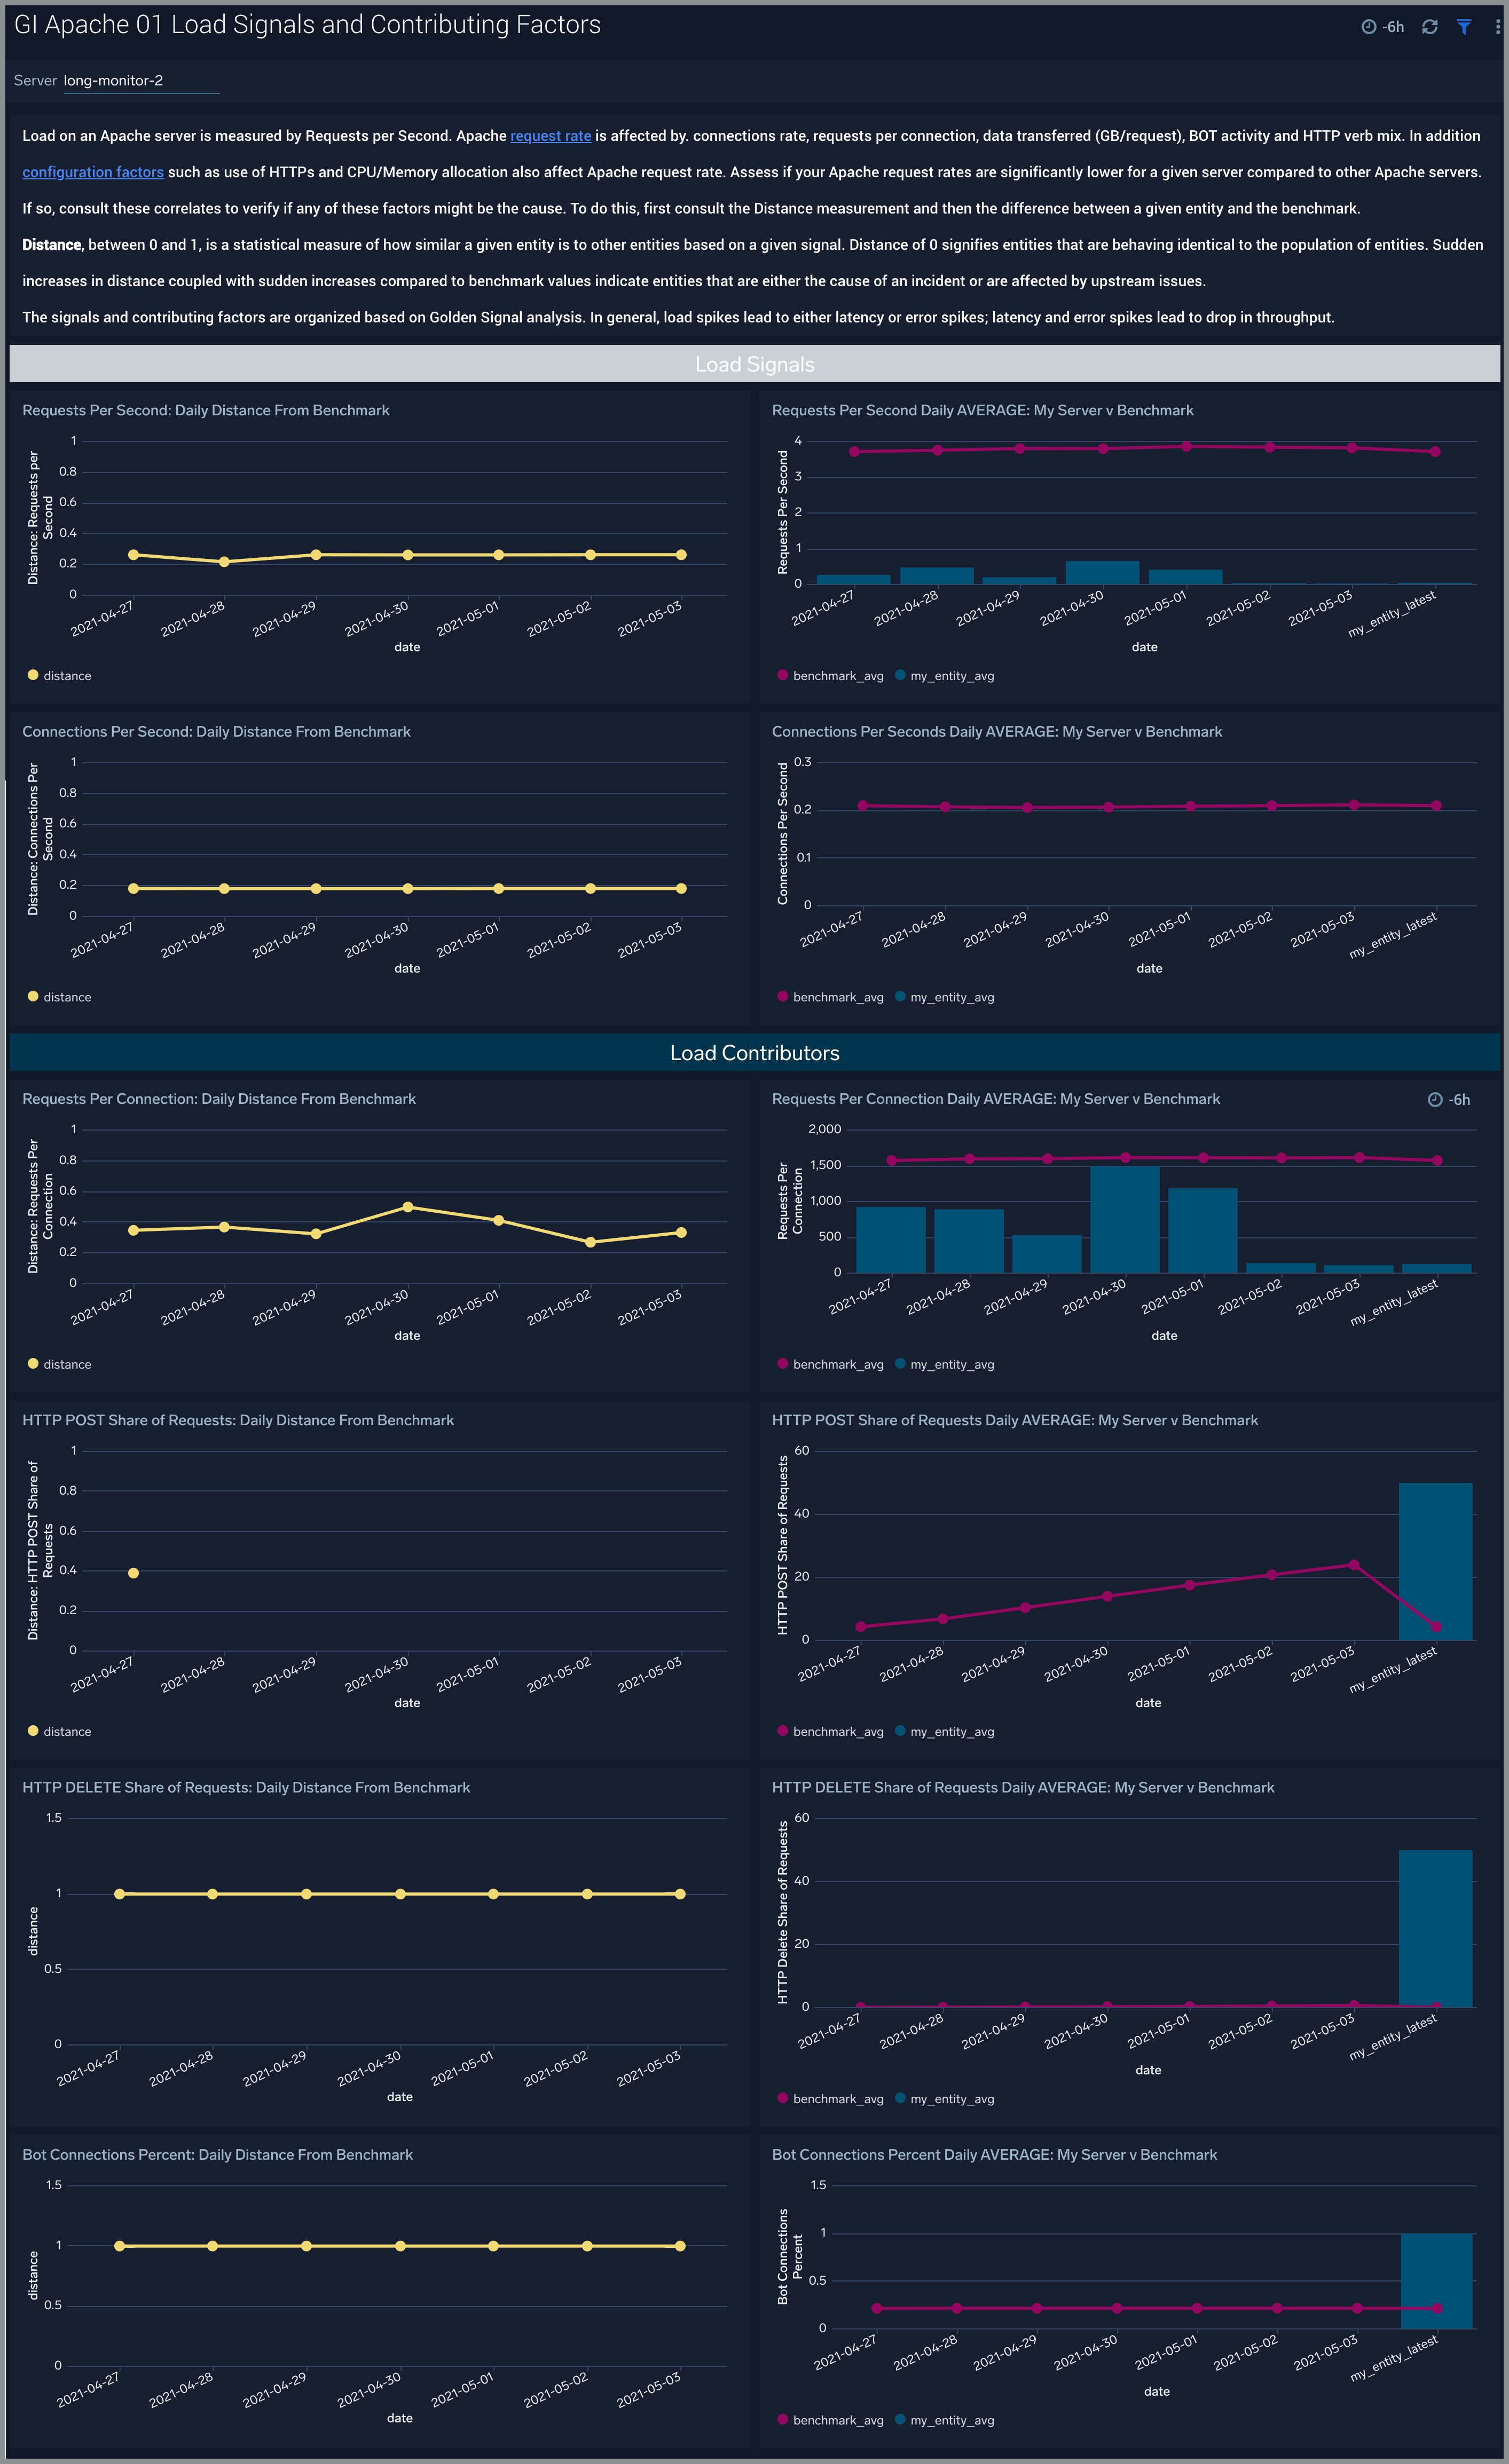 GI Apache 01 Load Signals and Contributing Factors
-6h
Server long-monitor-2
Load on an Apache server is measured by Requests per Second. Apache request rate is affected by. connections rate, requests per connection, data transferred (GB/request), BOT activity and HTTP verb mix. In addition
configuration factors such as use of HTTPs and CPU/Memory allocation also affect Apache request rate. Assess if your Apache request rates are significantly lower for a given server compared to other Apache servers.
If so, consult these correlates to verify if any of these factors might be the cause. To do this, first consult the Distance measurement and then the difference between a given entity and the benchmark.
Distance, between 0 and 1, is a statistical measure of how similar a given entity is to other entities based on a given signal. Distance of 0 signifies entities that are behaving identical to the population of entities. Sudden
increases in distance coupled with sudden increases compared to benchmark values indicate entities that are either the cause of an incident or are affected by upstream issues.
The signals and contributing factors are organized based on Golden Signal analysis. In general, load spikes lead to either latency or error spikes; latency and error spikes lead to drop in throughput.
Load Signals
Requests Per Second: Daily Distance From Benchmark
Distance: Requests per
Second
1
0.8
0.6
0.4
0.2
0
2021-04-27
2021-04-28
2021-04-29
2021-04-30
2021-05-01
2021-05-02
2021-05-03
date
distance
Requests Per Second Daily AVERAGE: My Server v Benchmark
Requests Per Second
4
3
2
1
0
2021-04-27
2021-04-28
2021-04-29
2021-04-30
2021-05-01
2021-05-02
2021-05-03
my_entity_latest
date
benchmark_avg my_entity_avg
Connections Per Second: Daily Distance From Benchmark
Distance: Connections Per
Second
1
0.8
0.6
0.4
0.2
0
2021-04-27
2021-04-28
2021-04-29
2021-04-30
2021-05-01
2021-05-02
2021-05-03
date
distance
Connections Per Seconds Daily AVERAGE: My Server v Benchmark
Connections Per Second
0.3
0.2
0.1
0
2021-04-27
2021-04-28
2021-04-29
2021-04-30
2021-05-01
2021-05-02
2021-05-03
my_entity_latest
date
benchmark_avg my_entity_avg
Load Contributors
Requests Per Connection: Daily Distance From Benchmark
Distance: Requests Per
Connection
1
0.8
0.6
0.4
0.2
0
2021-04-27
2021-04-28
2021-04-29
2021-04-30
2021-05-01
2021-05-02
2021-05-03
date
distance
Requests Per Connection Daily AVERAGE: My Server v Benchmark
-6h
Requests Per
Connection
2,000
1,500
1,000
500
0
2021-04-27
2021-04-28
2021-04-29
2021-04-30
2021-05-01
2021-05-02
2021-05-03
my_entity_latest
date
benchmark_avg my_entity_avg
HTTP POST Share of Requests: Daily Distance From Benchmark
Distance: HTTP POST Share of
Requests
1
0.8
0.6
0.4
0.2
0
2021-04-27
2021-04-28
2021-04-29
2021-04-30
2021-05-01
2021-05-02
2021-05-03
date
distance
HTTP POST Share of Requests Daily AVERAGE: My Server v Benchmark
HTTP POST Share of Requests
60
40
20
0
2021-04-27
2021-04-28
2021-04-29
2021-04-30
2021-05-01
2021-05-02
2021-05-03
my_entity_latest
date
benchmark_avg my_entity_avg
HTTP DELETE Share of Requests: Daily Distance From Benchmark
distance
1.5
1
0.5
0
2021-04-27
2021-04-28
2021-04-29
2021-04-30
2021-05-01
2021-05-02
2021-05-03
date
HTTP DELETE Share of Requests Daily AVERAGE: My Server v Benchmark
HTTP Delete Share of Requests
60
40
20
0
2021-04-27
2021-04-28
2021-04-29
2021-04-30
2021-05-01
2021-05-02
2021-05-03
my_entity_latest
date
benchmark_avg my_entity_avg
Bot Connections Percent: Daily Distance From Benchmark
distance
1.5
1
0.5
0
2021-04-27
2021-04-28
2021-04-29
2021-04-30
2021-05-01
2021-05-02
2021-05-03
date
Bot Connections Percent Daily AVERAGE: My Server v Benchmark
Bot Connections
Percent
1.5
1
0.5
0
2021-04-27
2021-04-28
2021-04-29
2021-04-30
2021-05-01
2021-05-02
2021-05-03
my_entity_latest
date
benchmark_avg my_entity_avg